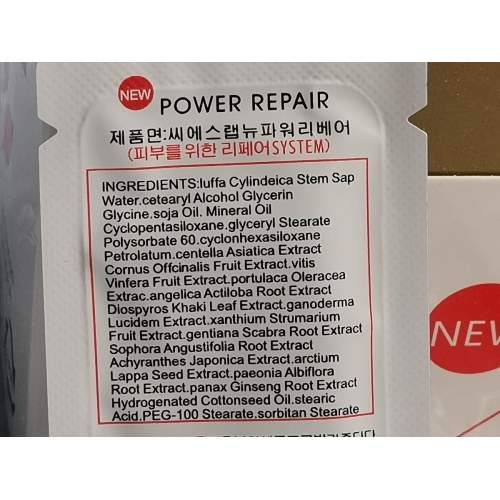 NEW
POWER REPAIR
제품면:씨에스랩뉴파워리베어
(피부를위한 리페어SYSTEM)
INGREDIENTS:luffa Cylindeica Stem Sap
Water.cetearyl Alcohol Glycerin
Glycine.soja Oil. Mineral Oil
Cyclopentasiloxane.glyceryl Stearate
Polysorbate 60.cyclonhexasiloxane
Petrolatum.centella Asiatica Extract
Cornus Offcinalis Fruit Extract.vitis
Vinfera Fruit Extract.portulaca Oleracea
Extrac.angelica Actiloba Root Extract
Diospyros Khaki Leaf Extract.ganoderma
Lucidem Extract.xanthium Strumarium
Fruit Extract.gentiana Scabra Root Extract
Sophora Angustifolia Root Extract
Achyranthes Japonica Extract.arctium
Lappa Seed Extract.paeonia Albiflora
Root Extract.panax Ginseng Root Extract
Hydrogenated Cottonseed Oil.stearic
Acid.PEG-100 Stearate.sorbitan Stearate
NEW